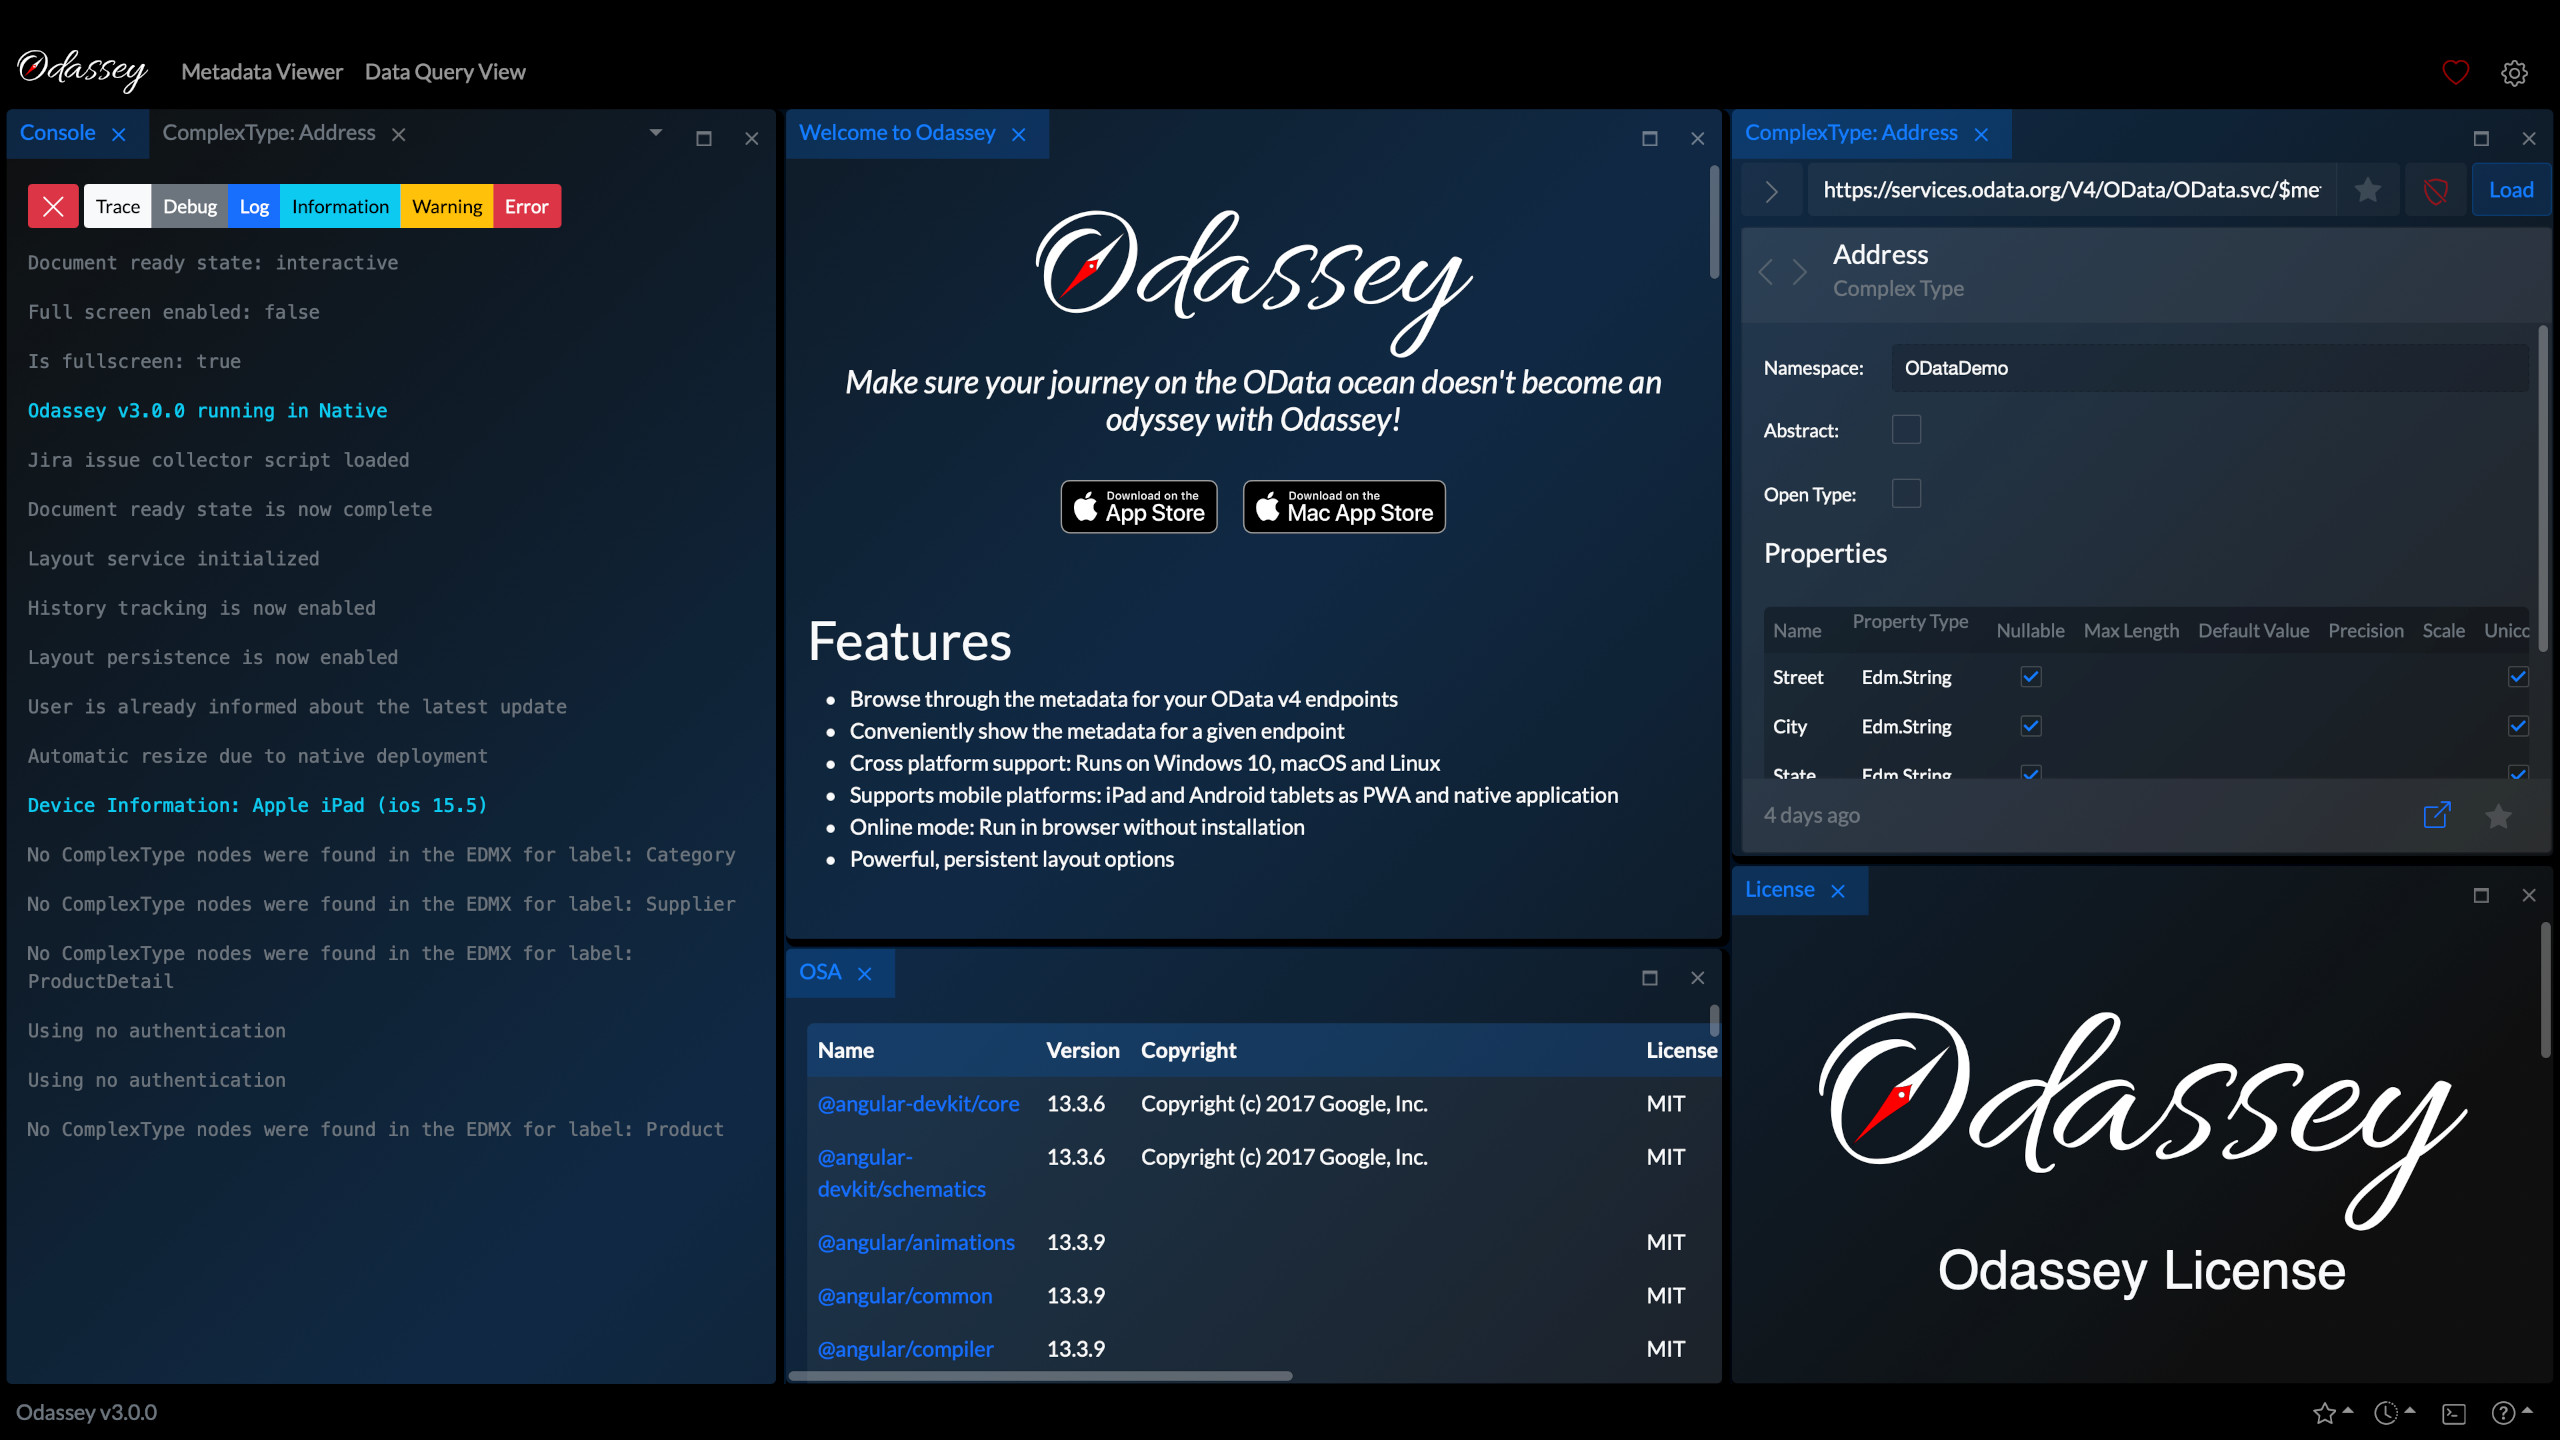 Odassey
Metadata Viewer
Data Query View
Console
ComplexType: Address
Trace
Debug
Log
Information
Warning
Error
Document ready state: interactive
Full screen enabled: false
Is fullscreen: true
Odassey v3.0.0 running in Native
Jira issue collector script loaded
Document ready state is now complete
Layout service initialized
History tracking is now enabled
Layout persistence is now enabled
User is already informed about the latest update
Automatic resize due to native deployment
Device Information: Apple iPad (ios 15.5)
No ComplexType nodes were found in the EDMX for label: Category
No ComplexType nodes were found in the EDMX for label: Supplier
No ComplexType nodes were found in the EDMX for label:
ProductDetail
Using no authentication
Using no authentication
No ComplexType nodes were found in the EDMX for label: Product
Welcome to Odassey
Odassey
Make sure your journey on the OData ocean doesn't become an
odyssey with Odassey!
Download on the
App Store
Download on the
Mac App Store
Features
Browse through the metadata for your OData v4 endpoints
Conveniently show the metadata for a given endpoint
Cross platform support: Runs on Windows 10, macOS and Linux
Supports mobile platforms: iPad and Android tablets as PWA and native application
Online mode: Run in browser without installation
Powerful, persistent layout options
OSA
Name Version Copyright License
@angular-devkit/core 13.3.6 Copyright (c) 2017 Google, Inc. MIT
@angular- 13.3.6 Copyright (c) 2017 Google, Inc. MIT
devkit/schematics
@angular/animations 13.3.9 MIT
@angular/common 13.3.9 MIT
@angular/compiler 13.3.9 MIT
ComplexType: Address
https://services.odata.org/V4/OData/OData.svc/$me
Load
Address
Complex Type
Namespace: ODataDemo
Abstract:
Open Type:
Properties
Name Property Type Nullable Max Length Default Value Precision Scale Unico
Street Edm.String
City Edm.String
State Edm.String
4 days ago
License
Odassey
Odassey License
Odassey v3.0.0